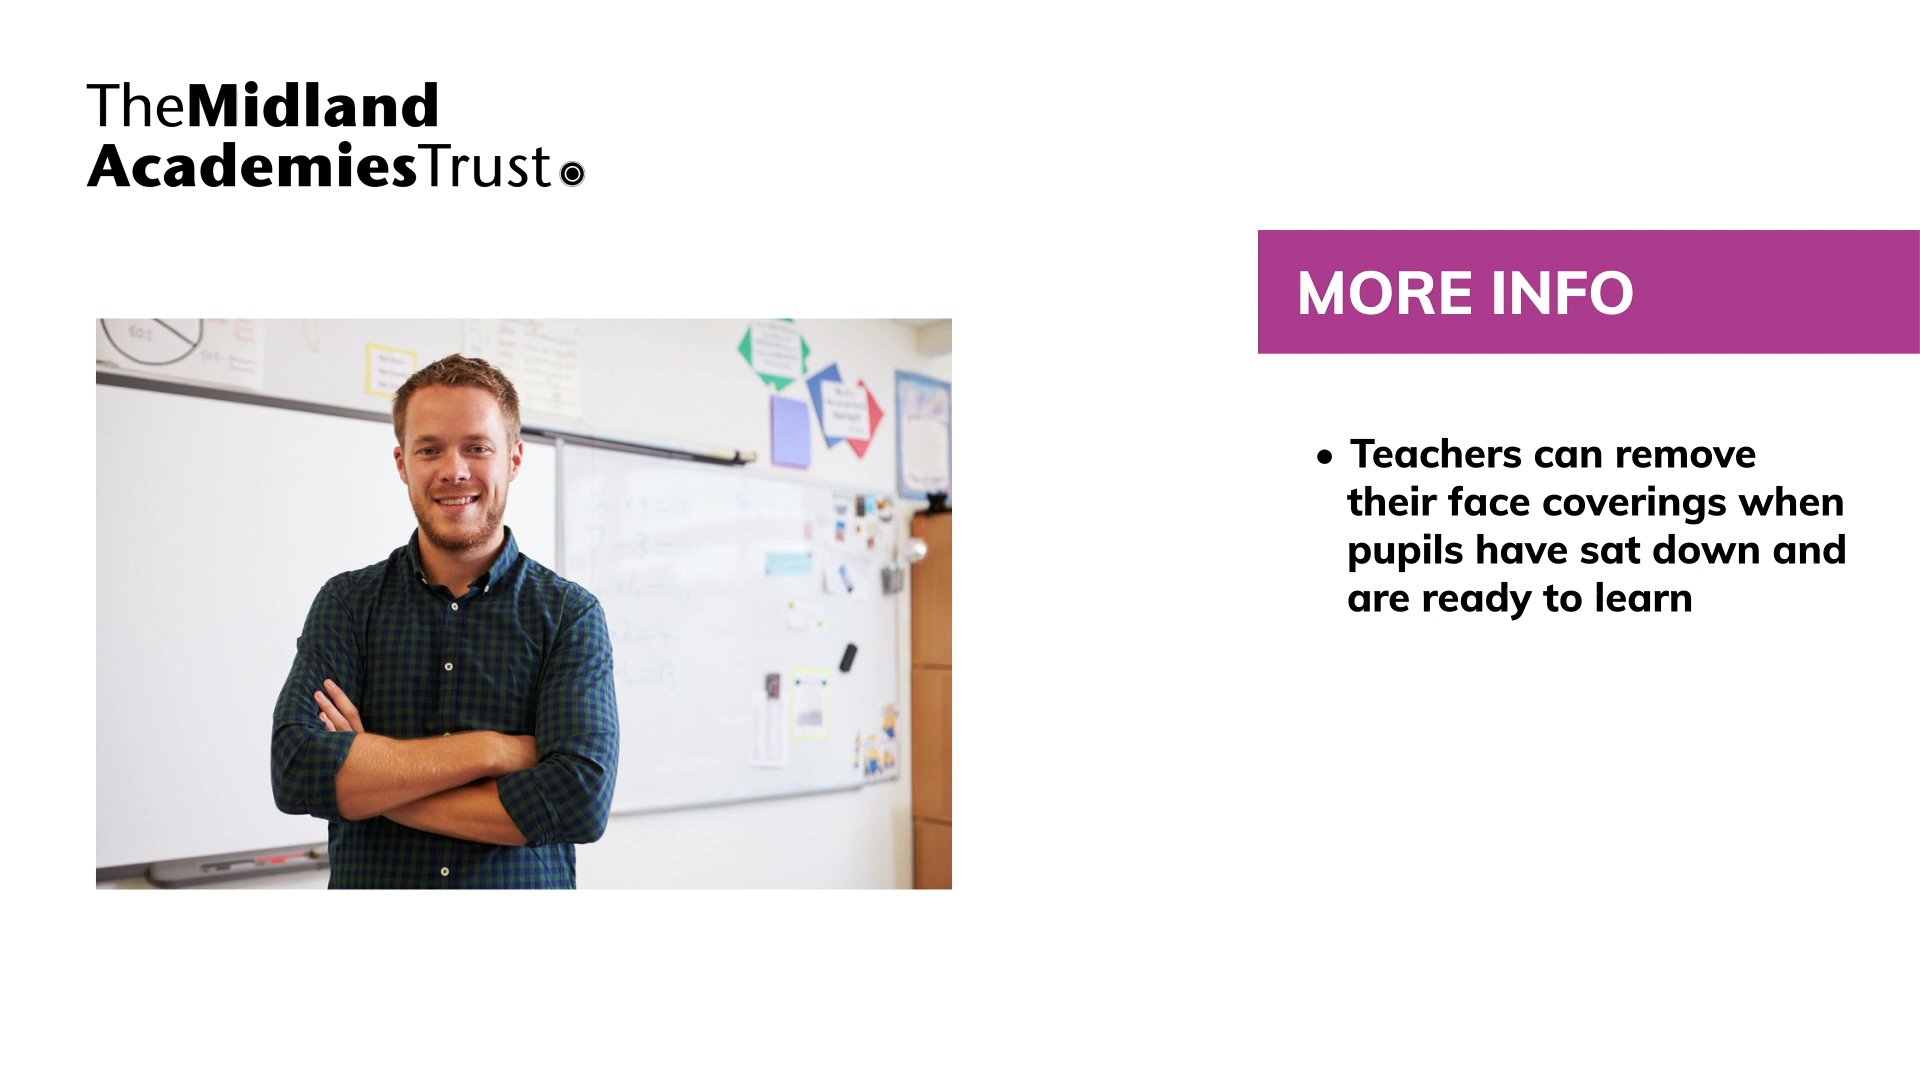 TheMidland
AcademiesTrust
MORE INFO
• Teachers can remove
their face coverings when
pupils have sat down and
are ready to learn